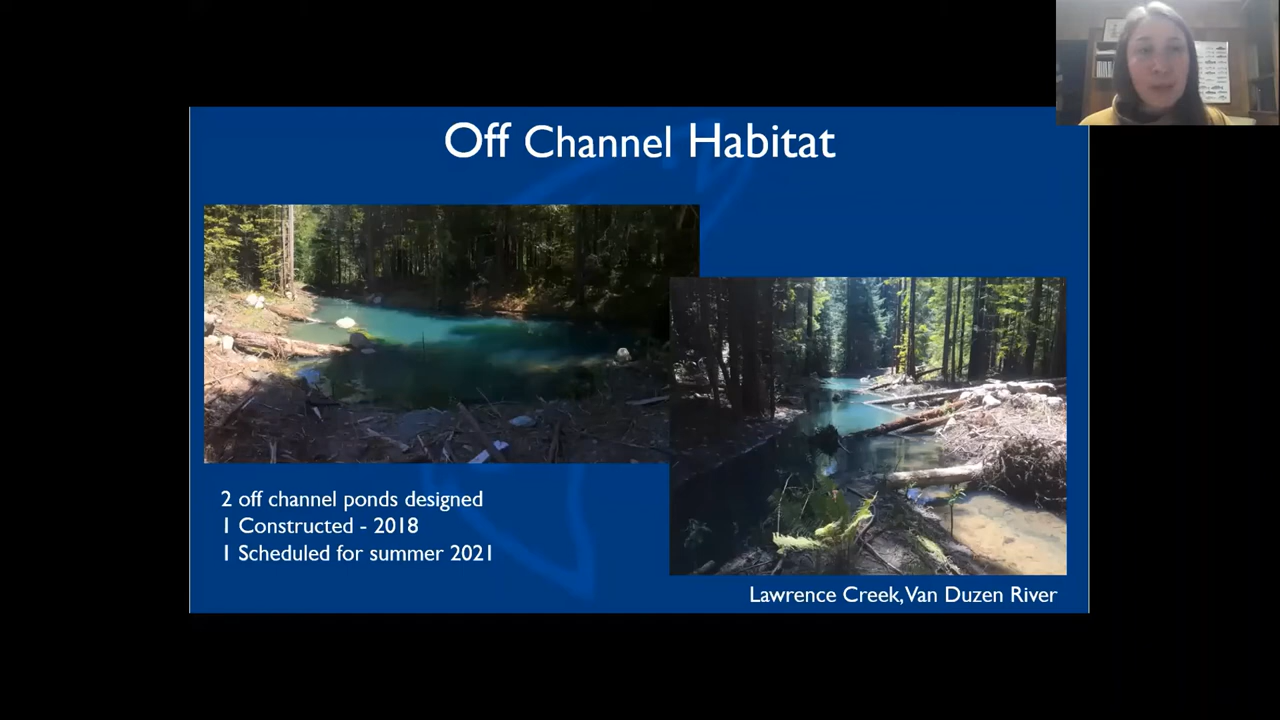 Off Channel Habitat
2 off channel ponds designed
1 Constructed - 2018
1 Scheduled for summer 2021
Lawrence Creek, Van Duzen River